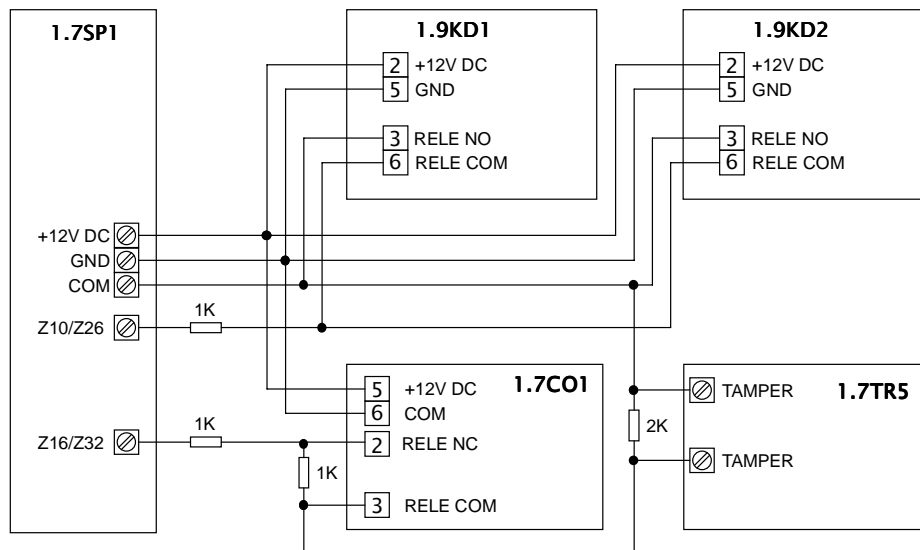 1.7SP1
+12V DC
GND
COM
Z10/Z26
1K
Z16/Z32
1K
1K
1.9KD1
2 +12V DC
5 GND
3 RELE NO
6 RELE COM
1.9KD2
2 +12V DC
5 GND
3 RELE NO
6 RELE COM
1.7CO1
5 +12V DC
6 COM
2 RELE NC
3 RELE COM
2K
1.7TR5
TAMPER
TAMPER